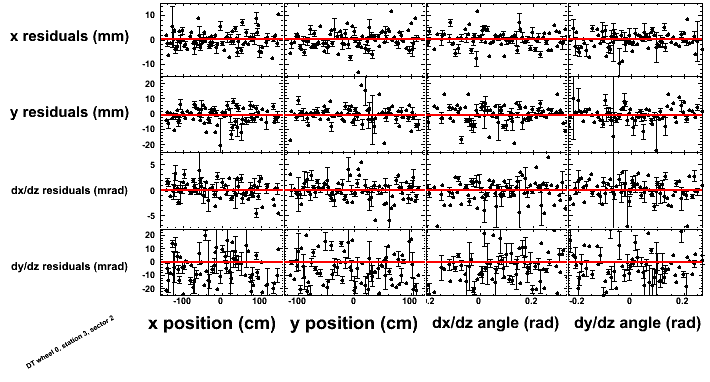 x residuals (mm)
10
0
-10
y residuals (mm)
20
10
0
-10
-20
dx/dz residuals (mrad)
5
0
-5
dy/dz residuals (mrad)
20
10
0
-10
-20
-100 0 100 -100 0 100 0 0.2 -0.2 0 0.2
x position (cm) y position (cm) dx/dz angle (rad) dy/dz angle (rad)
DT wheel 0, station 3, sector 2